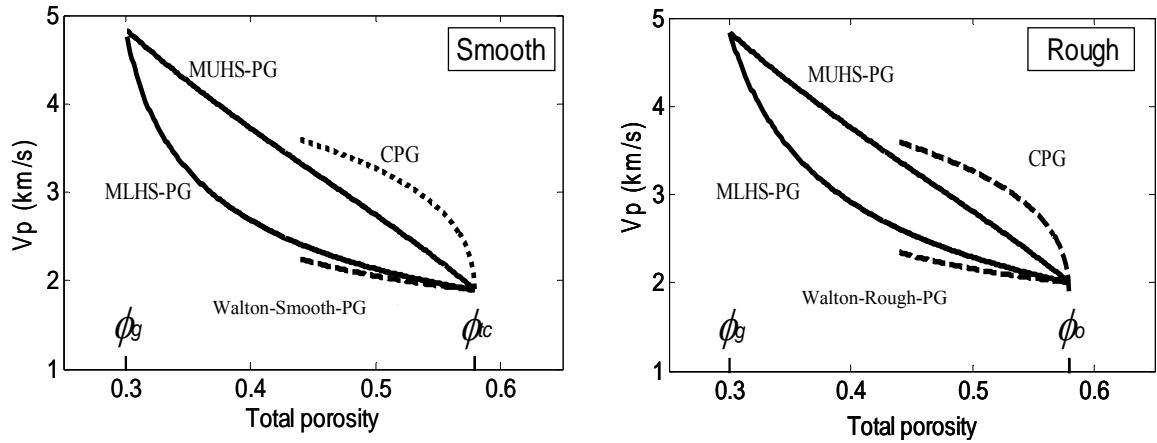 5
4
3
2
1
Vp (km/s)
Smooth
MUHS-PG
CPG
MLHS-PG
Walton-Smooth-PG
ϕg
ϕtc
0.3
0.4
0.5
0.6
Total porosity
5
4
3
2
1
Vp (km/s)
Rough
MUHS-PG
CPG
MLHS-PG
Walton-Rough-PG
ϕg
ϕo
0.3
0.4
0.5
0.6
Total porosity